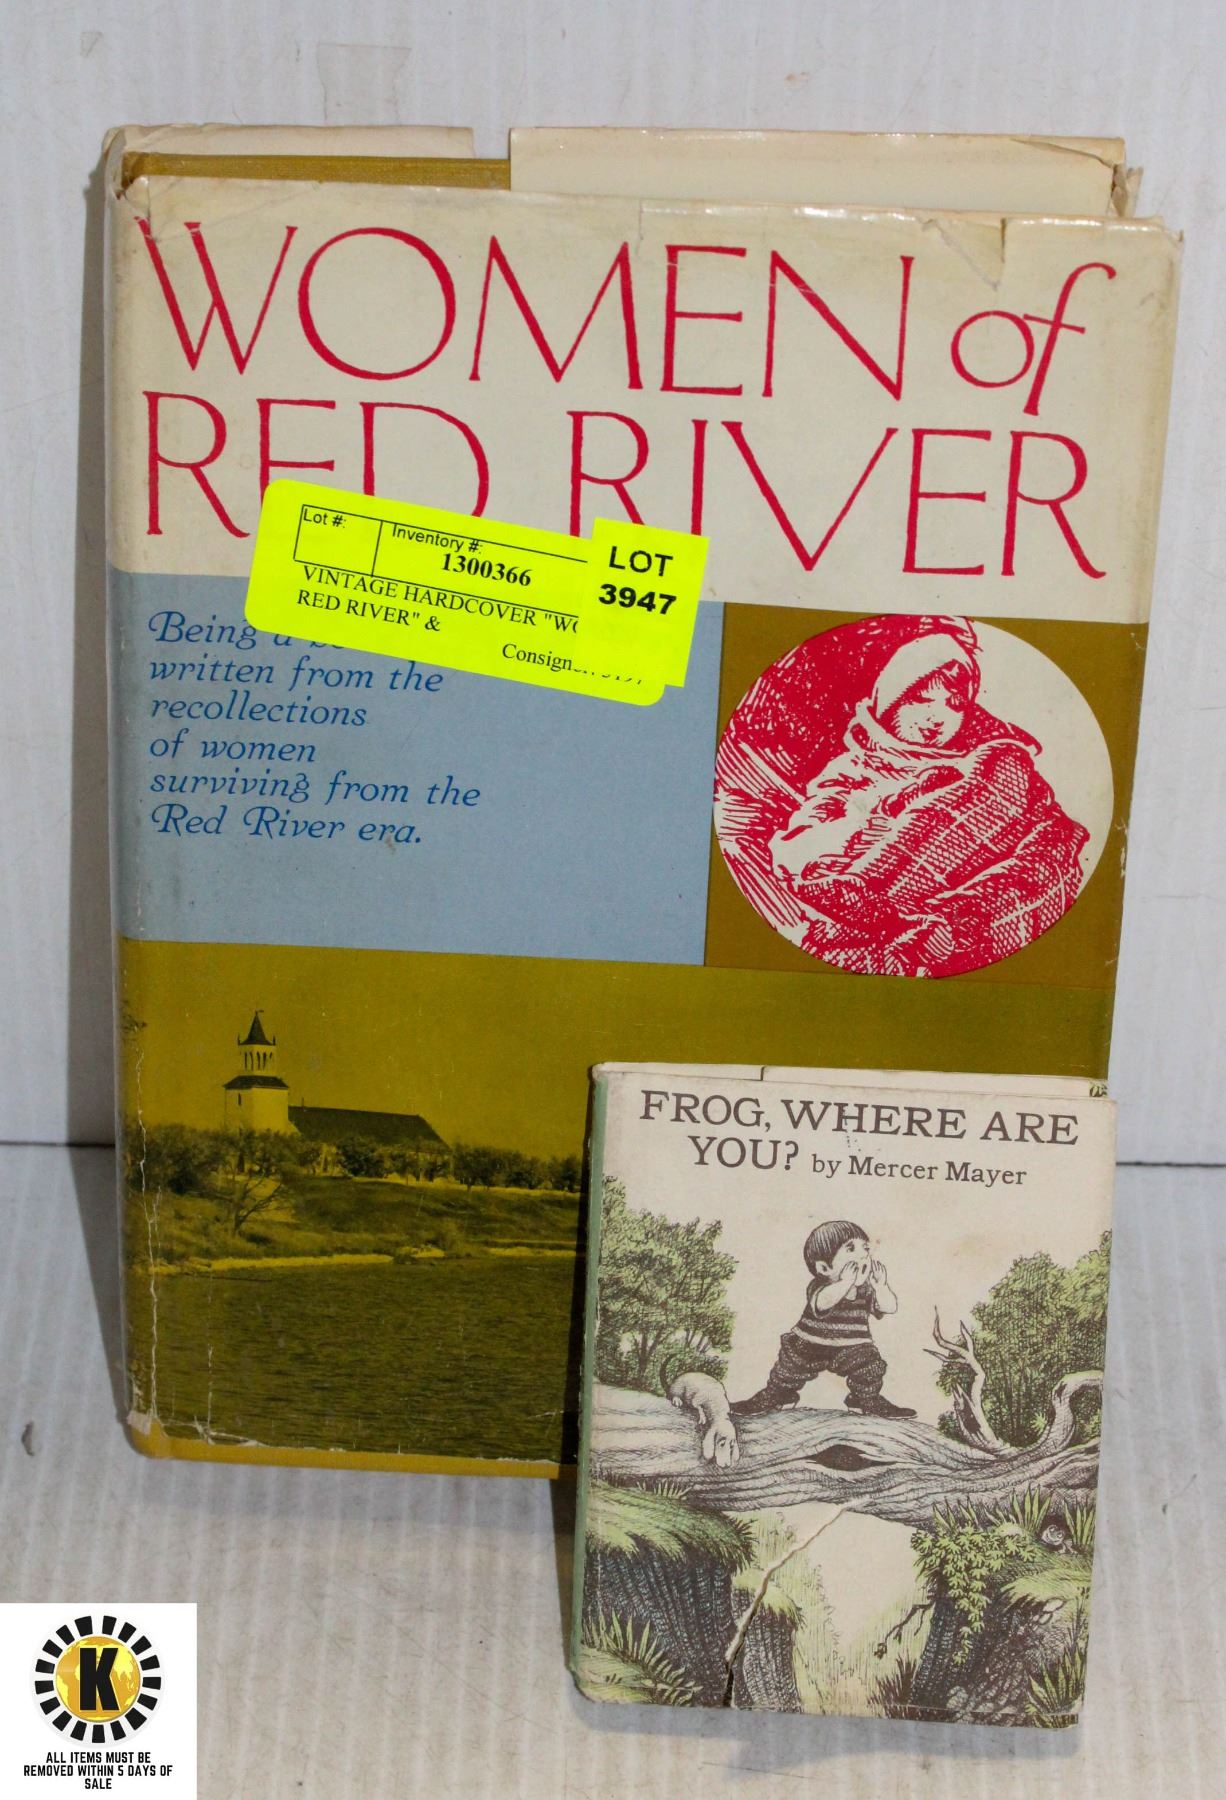 WOMEN of
RED RIVER
Lot #:
Inventory #:
1300366
LOT
3947
VINTAGE HARDCOVER
RED RIVER" &
Being a
written from the
recollections
of women
surviving from the
Red River era.
FROG, WHERE ARE
YOU? by Mercer Mayer
K
ALL ITEMS MUST BE
REMOVED WITHIN 5 DAYS OF
SALE